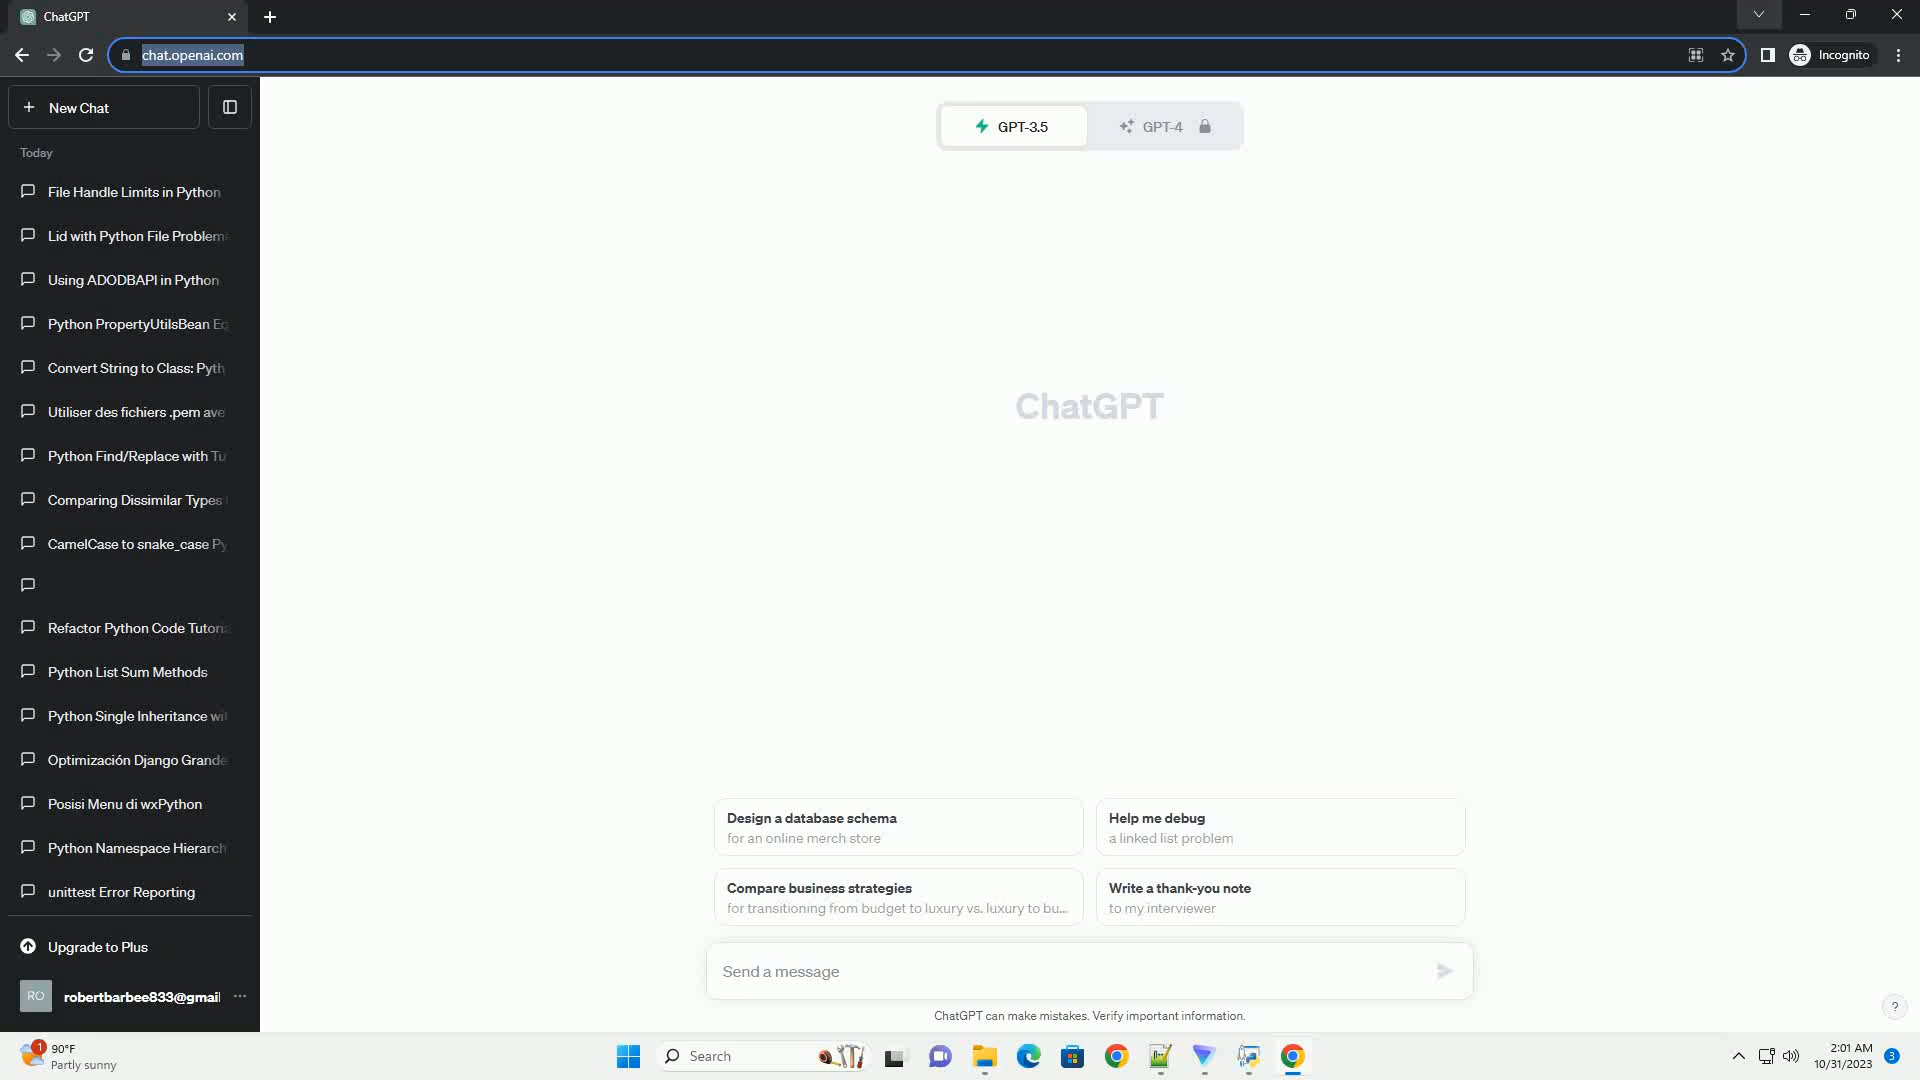 ChatGPT
chat.openai.com
Incognito
New Chat
Today
File Handle Limits in Python
Lid with Python File Problem
Using ADODBAPI in Python
Python PropertyUtilsBean Eq
Convert String to Class: Pyth
Utiliser des fichiers .pem ave
Python Find/Replace with Tu
Comparing Dissimilar Types
CamelCase to snake_case Py
Refactor Python Code Tutoria
Python List Sum Methods
Python Single Inheritance wi
Optimización Django Grande
Posisi Menu di wxPython
Python Namespace Hierarch
unittest Error Reporting
Upgrade to Plus
RO
robertbarbee833@gmail
GPT-3.5
GPT-4
ChatGPT
Design a database schema
for an online merch store
Help me debug
a linked list problem
Compare business strategies
for transitioning from budget to luxury vs. luxury to bu...
Write a thank-you note
to my interviewer
Send a message
ChatGPT can make mistakes. Verify important information.
?
1
90°F
Partly sunny
Search
2:01 AM
10/31/2023
3